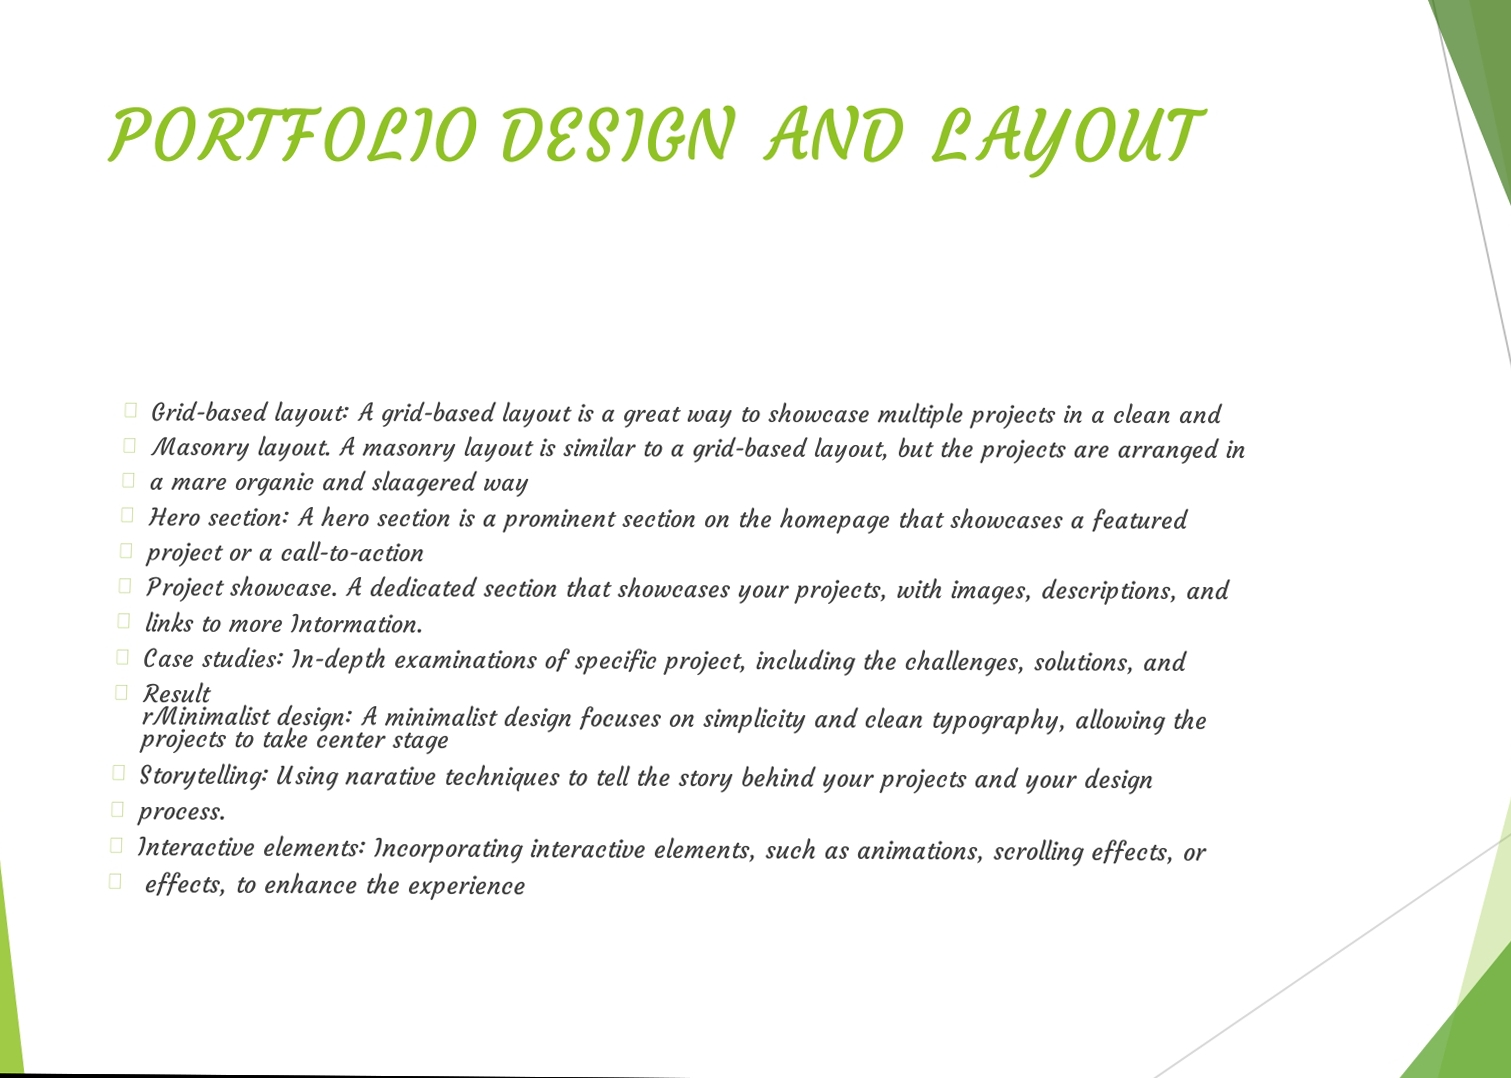 PORTFOLIO DESIGN AND LAYOUT
Grid-based layout: A grid-based layout is a great way to showcase multiple projects in a clean and
Masonry layout. A masonry layout is similar to a grid-based layout, but the projects are arranged in
a mare organic and slaagered way
Hero section: A hero section is a prominent section on the homepage that showcases a featured
project or a call-to-action
Project showcase. A dedicated section that showcases your projects, with images, descriptions, and
links to more Intormation.
Case studies: In-depth examinations of specific project, including the challenges, solutions, and
Result
rMinimalist design: A minimalist design focuses on simplicity and clean typography, allowing the
projects to take center stage
Storytelling: Using narative techniques to tell the story behind your projects and your design
process.
Interactive elements: Incorporating interactive elements, such as animations, scrolling effects, or
effects, to enhance the experience